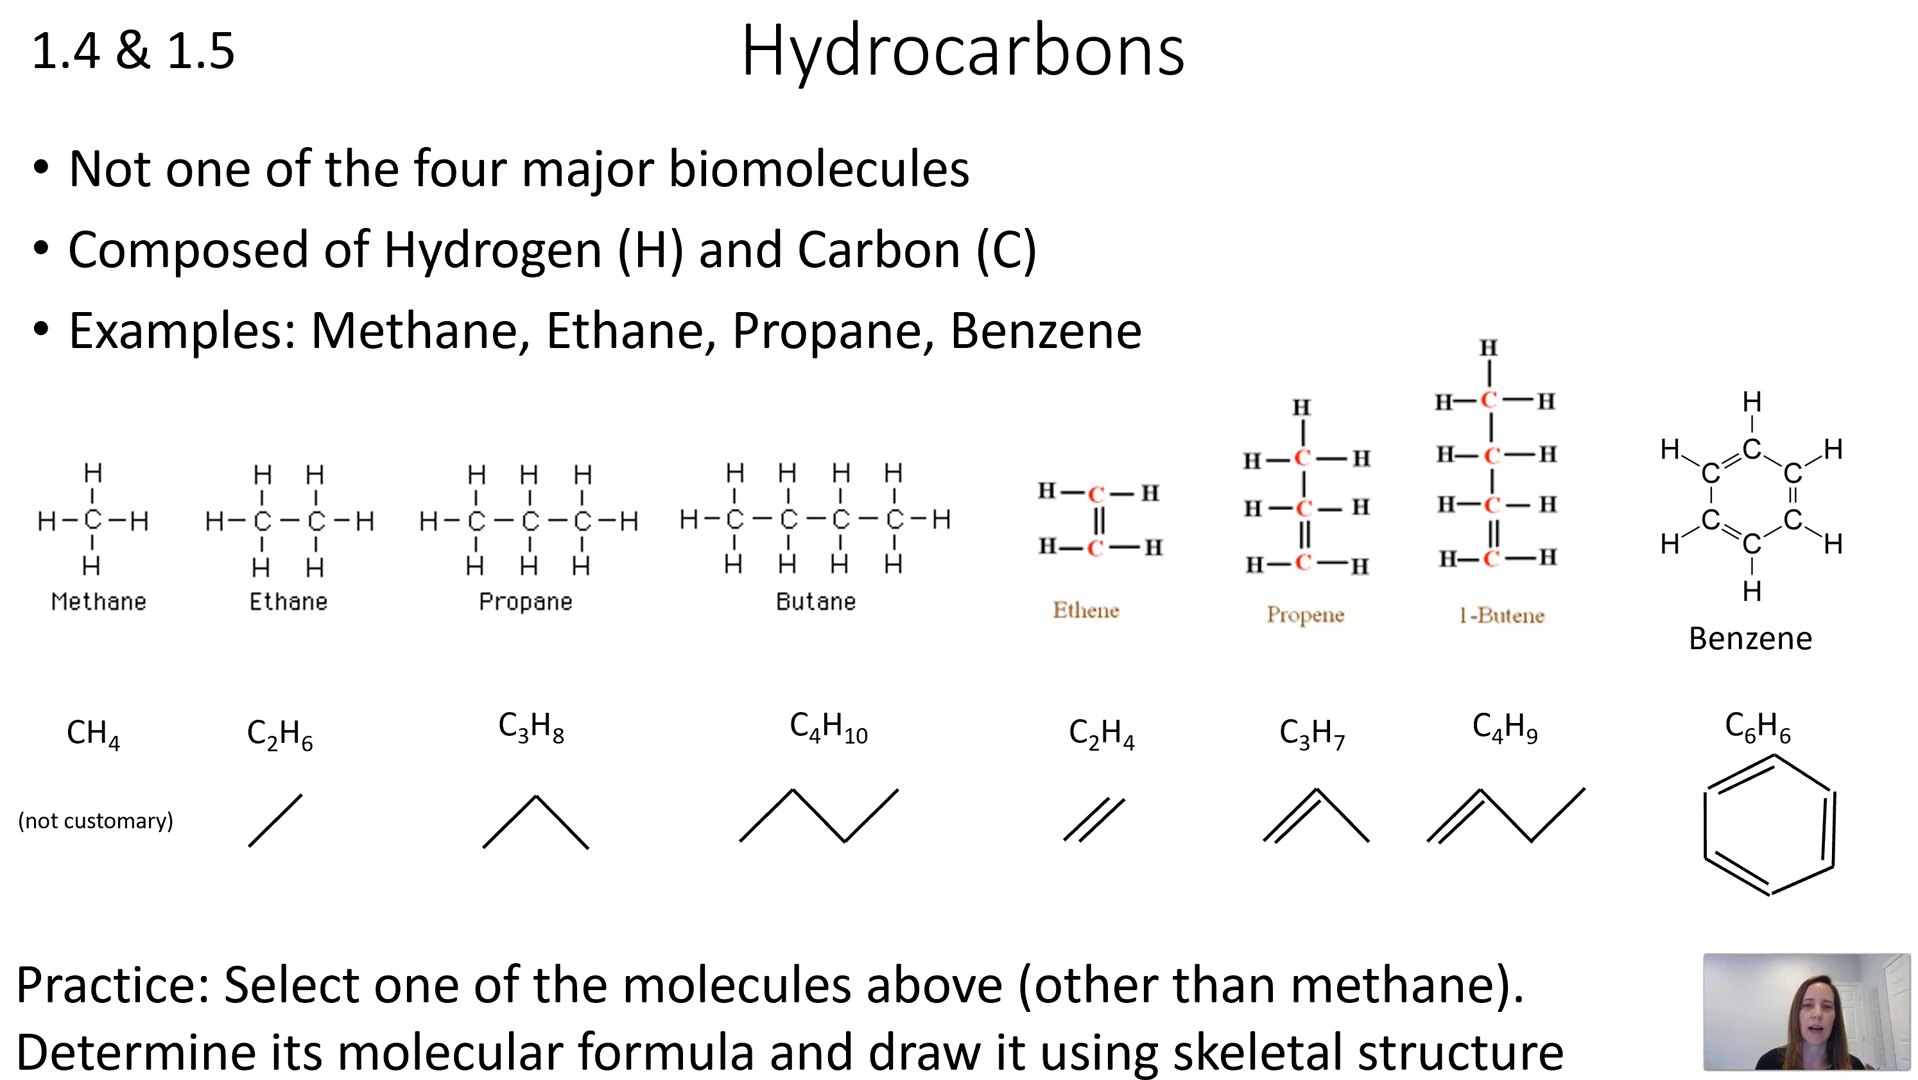 1.4 & 1.5
Hydrocarbons
• Not one of the four major biomolecules
• Composed of Hydrogen (H) and Carbon (C)
• Examples: Methane, Ethane, Propane, Benzene
H
H–C–H
H
Methane
H H
H–C–C–H
H H
Ethane
H H H
H–C–C–C–H
H H H
Propane
H H H H
H–C–C–C–C–H
H H H H
Butane
H–C–H
H–C–H
Ethene
H
H–C–H
H–C–H
H–C–H
Propene
H
H–C–H
H–C–H
H–C–H
H–C–H
1-Butene
H
H C H
C C
C C
H C H
H
Benzene
CH₄
C₂H₆
C₃H₈
C₄H₁₀
C₂H₄
C₃H₇
C₄H₉
C₆H₆
(not customary)
Practice: Select one of the molecules above (other than methane).
Determine its molecular formula and draw it using skeletal structure